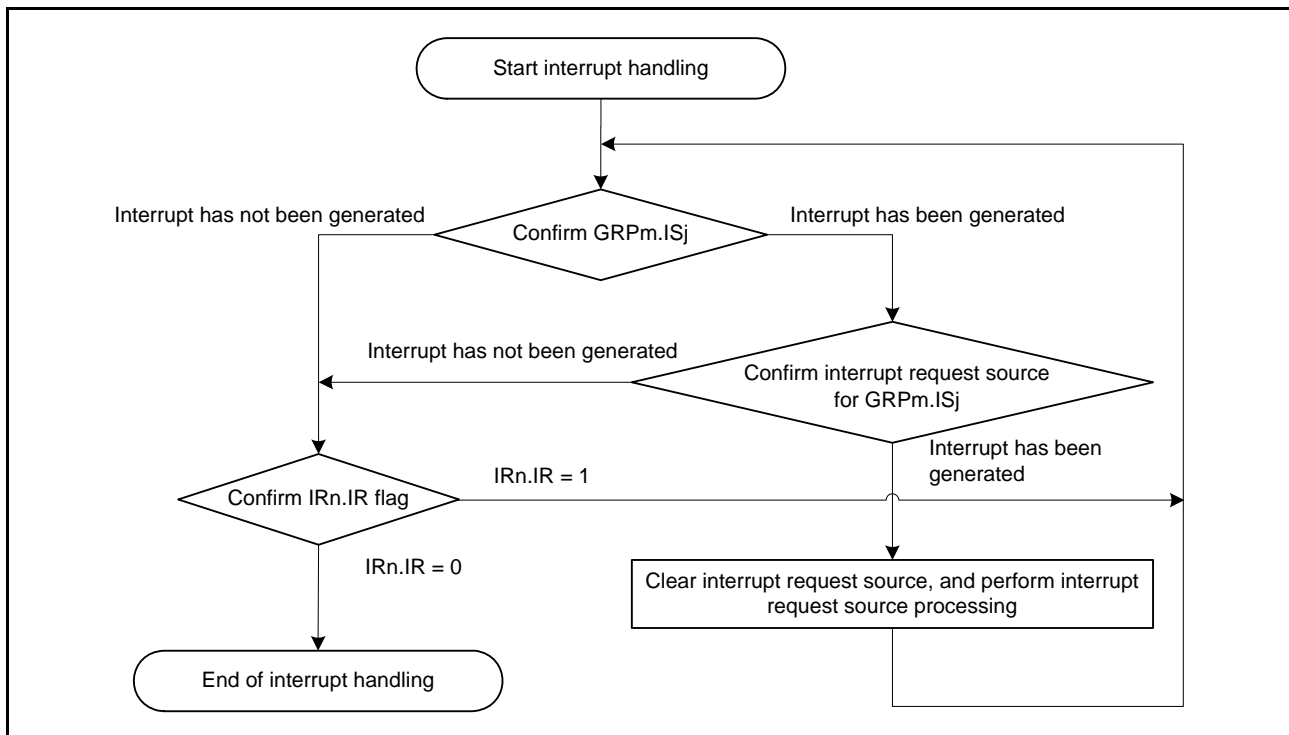 Start interrupt handling
Interrupt has not been generated
Interrupt has been generated
Confirm GRPm.ISj
Interrupt has not been generated
Confirm interrupt request source
for GRPm.ISj
Interrupt has been
generated
IRn.IR = 1
Confirm IRn.IR flag
IRn.IR = 0
Clear interrupt request source, and perform interrupt
request source processing
End of interrupt handling